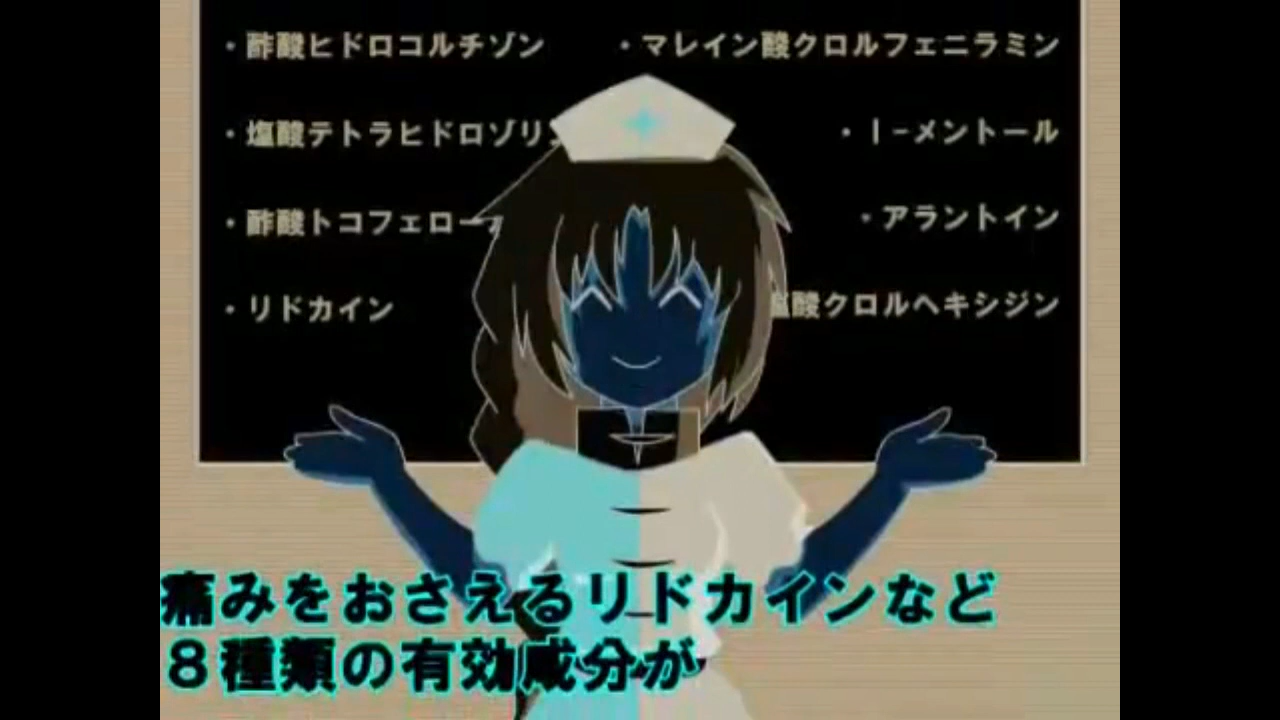 ・酢酸ヒドロコルチゾン ・マレイン酸クロルフェニラミン
・塩酸テトラヒドロゾリ ・l-メントール
・酢酸トコフェロー ・アラントイン
・リドカイン 塩酸クロルヘキシジン
痛みをおさえるリドカインなど
８種類の有効成分が